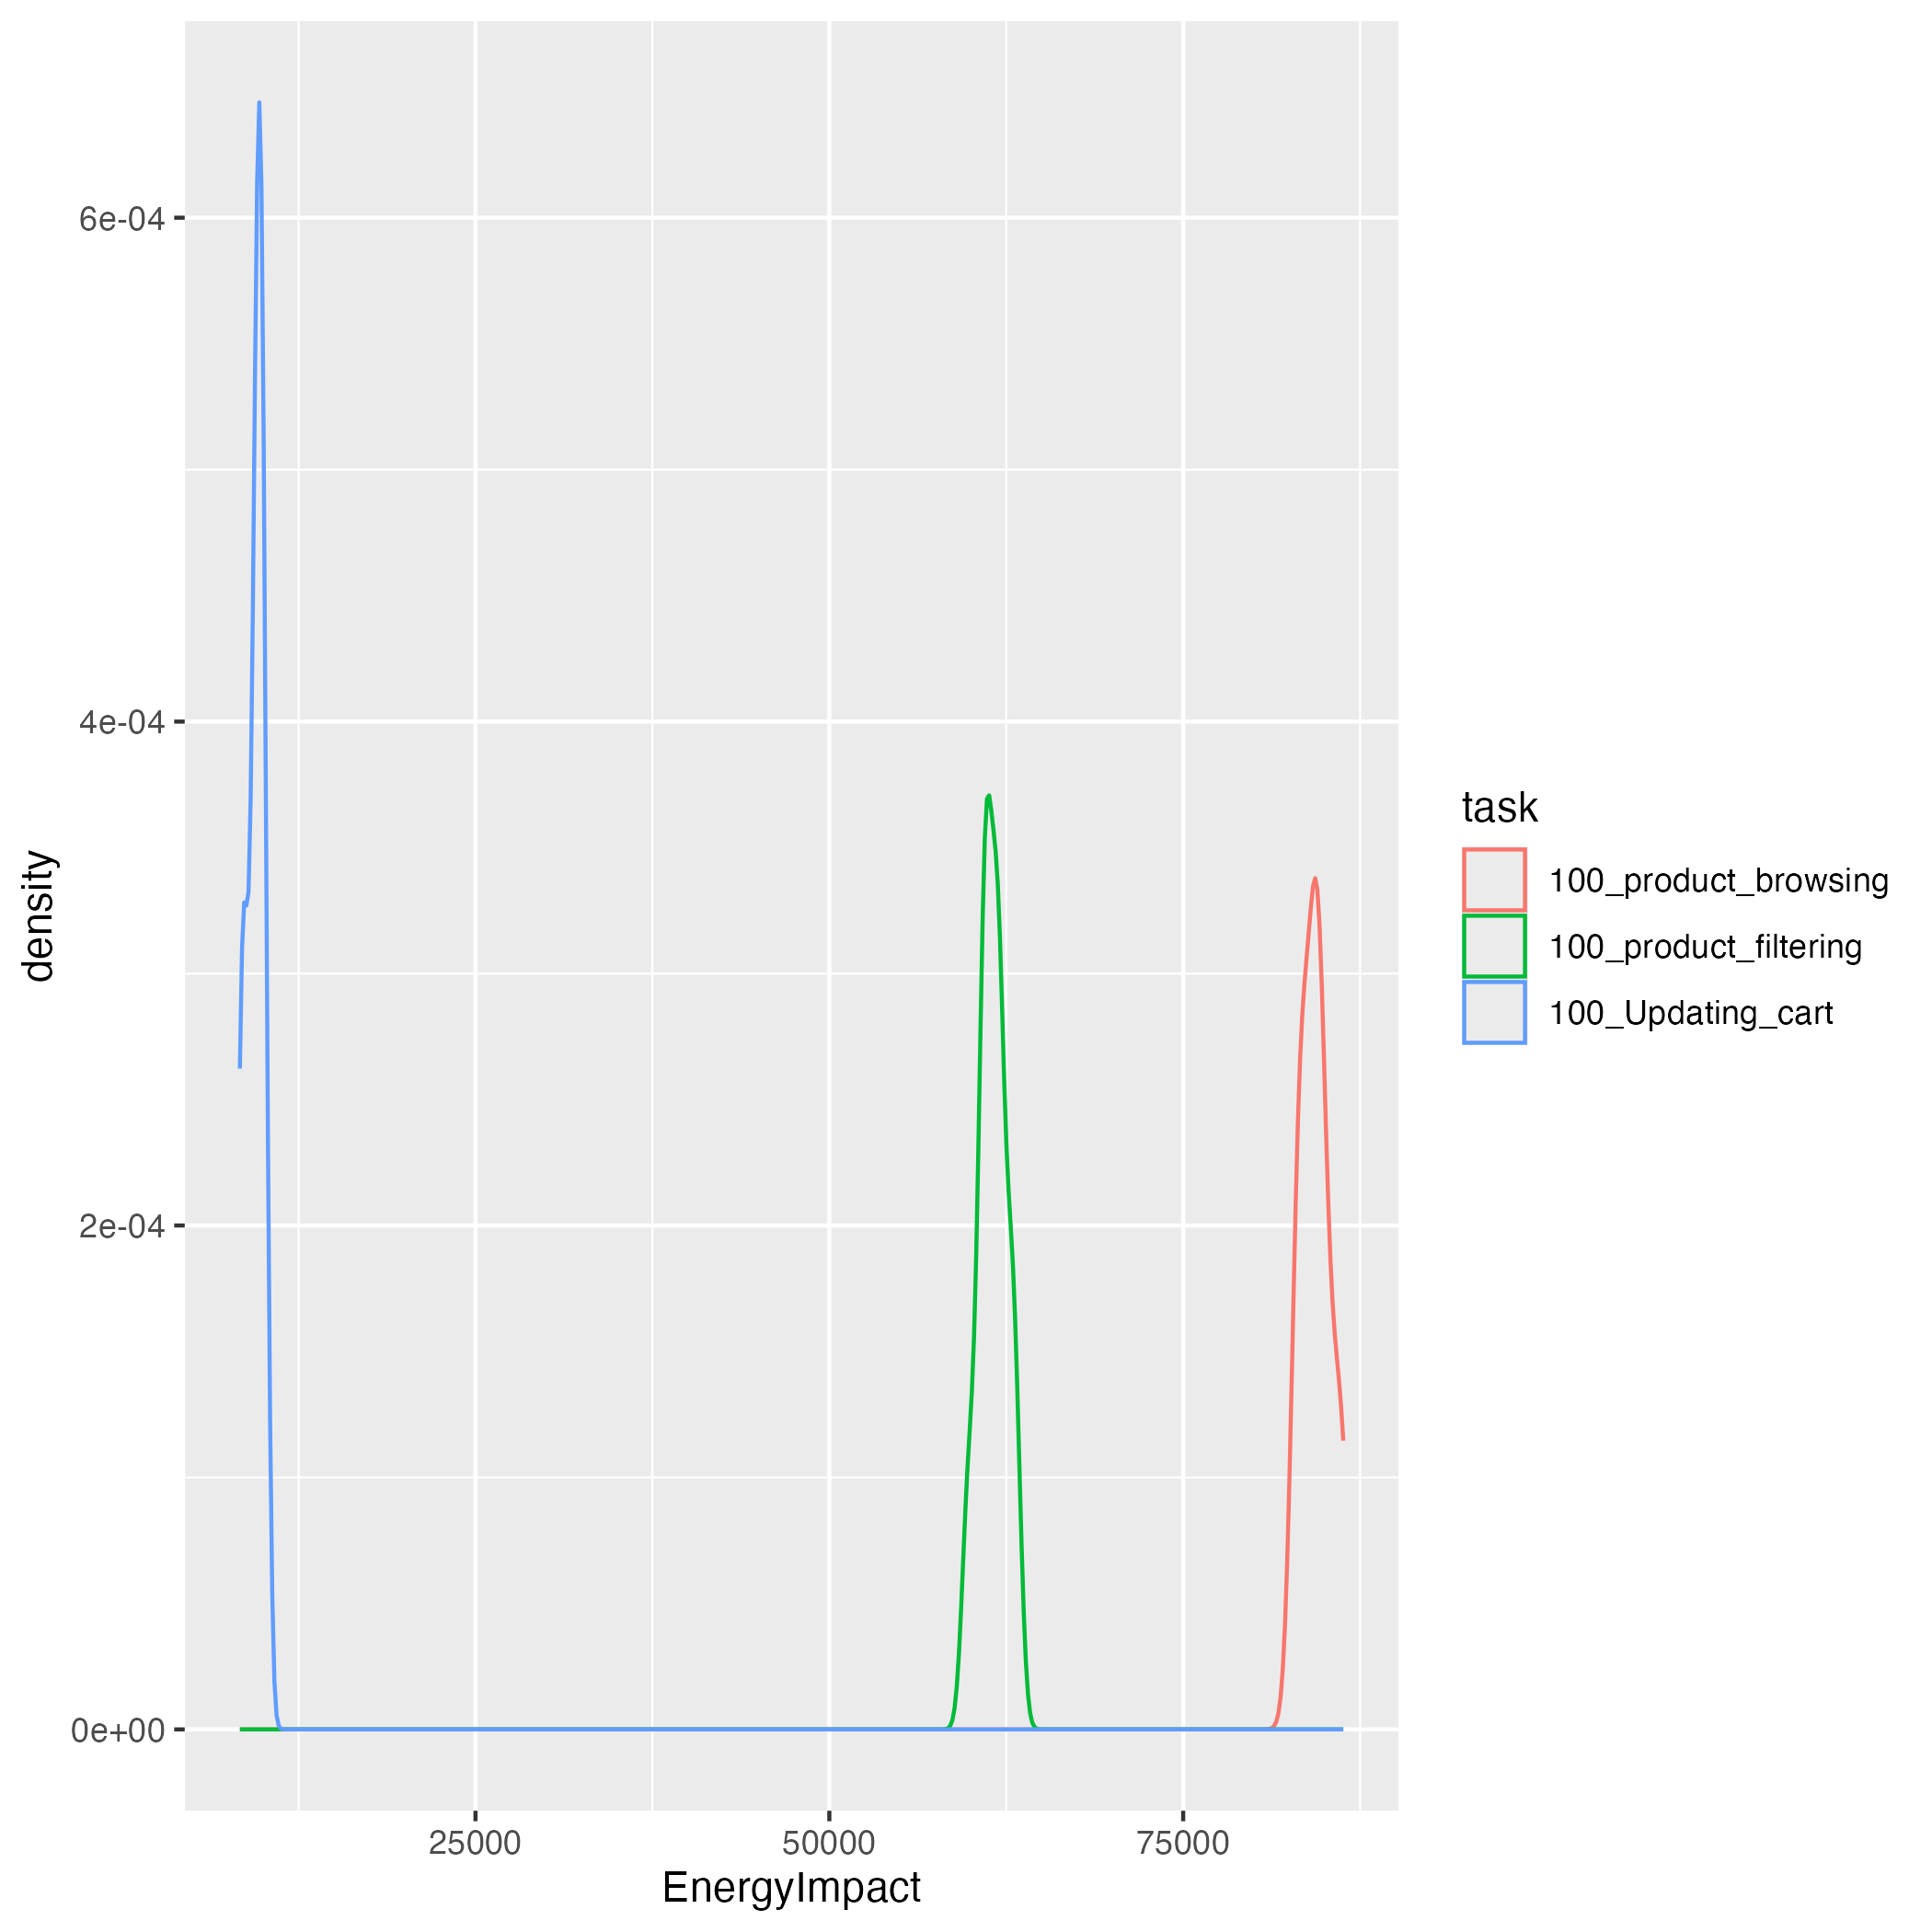 density
6e-04
4e-04
2e-04
0e+00
25000
50000
75000
EnergyImpact
task
100_product_browsing
100_product_filtering
100_Updating_cart